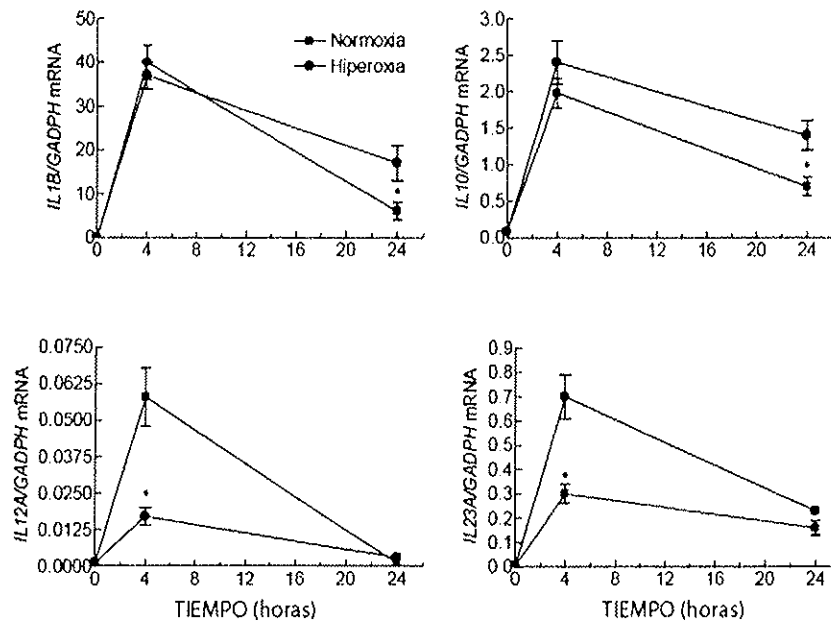 IL1B/GADPH mRNA
50
40
30
20
10
0
0 4 8 12 16 20 24
Normoxia
Hiperoxia
*
IL10/GADPH mRNA
3.0
2.5
2.0
1.5
1.0
0.5
0.0
0 4 8 12 16 20 24
*
IL12A/GADPH mRNA
0.0750
0.0625
0.0500
0.0375
0.0250
0.0125
0.0000
0 4 8 12 16 20 24
*
TIEMPO (horas)
IL23A/GADPH mRNA
0.9
0.8
0.7
0.6
0.5
0.4
0.3
0.2
0.1
0
0 4 8 12 16 20 24
*
TIEMPO (horas)